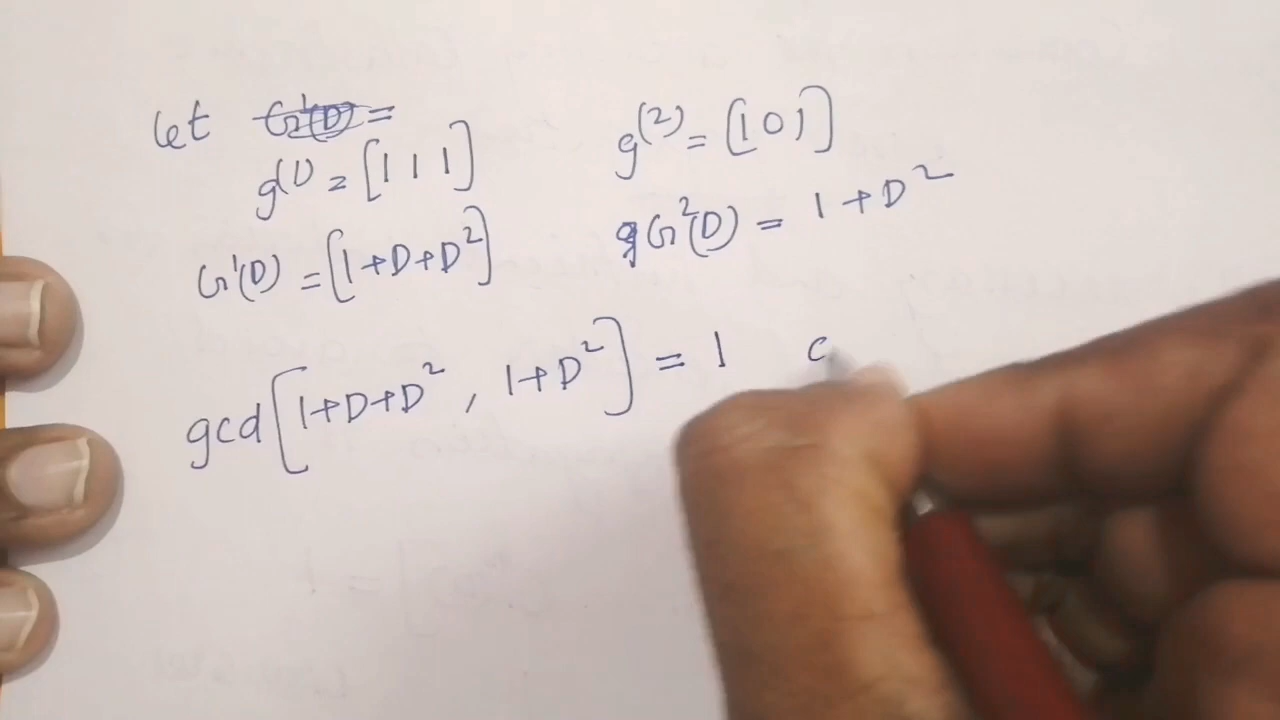 Let
g(1) = [1 1 1] g(2) = [1 0 1]
G1(D) = [1+D+D²] G2(D) = 1+D²
gcd[1+D+D², 1+D²] = 1 c